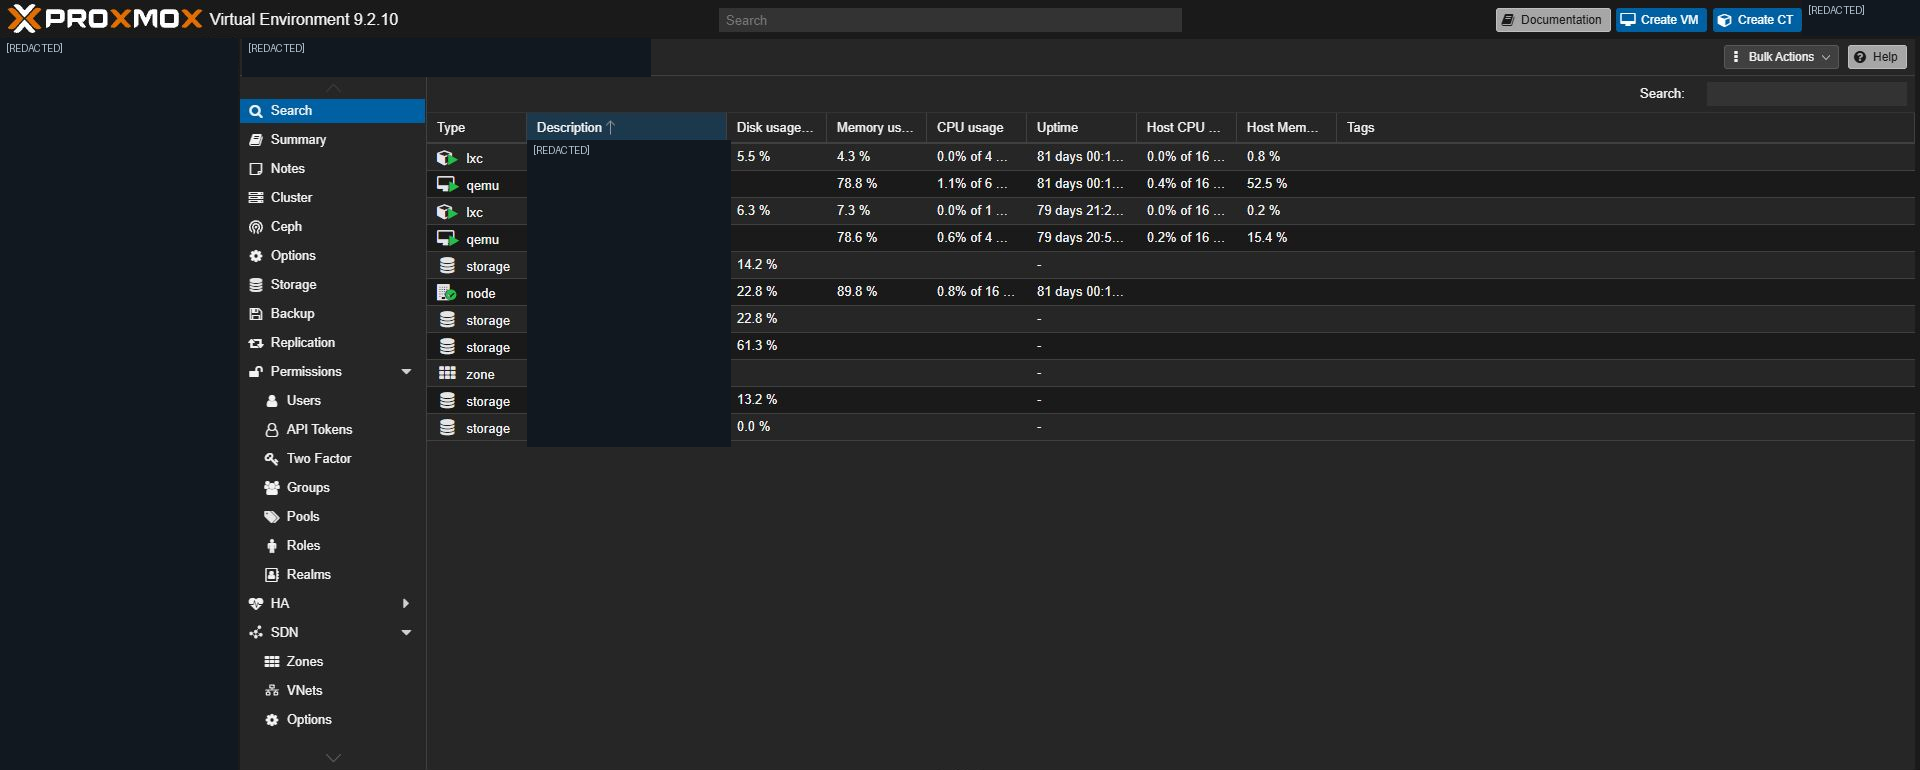 PROXMOX Virtual Environment 9.2.10
Search
Documentation
Create VM
Create CT
[REDACTED]
[REDACTED]
[REDACTED]
Bulk Actions
Help
Search:
Search
Summary
Notes
Cluster
Ceph
Options
Storage
Backup
Replication
Permissions
Users
API Tokens
Two Factor
Groups
Pools
Roles
Realms
HA
SDN
Zones
VNets
Options
Type Description Disk usage... Memory us... CPU usage Uptime Host CPU ... Host Mem... Tags
[REDACTED]
lxc 5.5 % 4.3 % 0.0% of 4 ... 81 days 00:1... 0.0% of 16 ... 0.8 %
qemu 78.8 % 1.1% of 6 ... 81 days 00:1... 0.4% of 16 ... 52.5 %
lxc 6.3 % 7.3 % 0.0% of 1 ... 79 days 21:2... 0.0% of 16 ... 0.2 %
qemu 78.6 % 0.6% of 4 ... 79 days 20:5... 0.2% of 16 ... 15.4 %
storage 14.2 % -
node 22.8 % 89.8 % 0.8% of 16 ... 81 days 00:1...
storage 22.8 % -
storage 61.3 % -
zone -
storage 13.2 % -
storage 0.0 % -